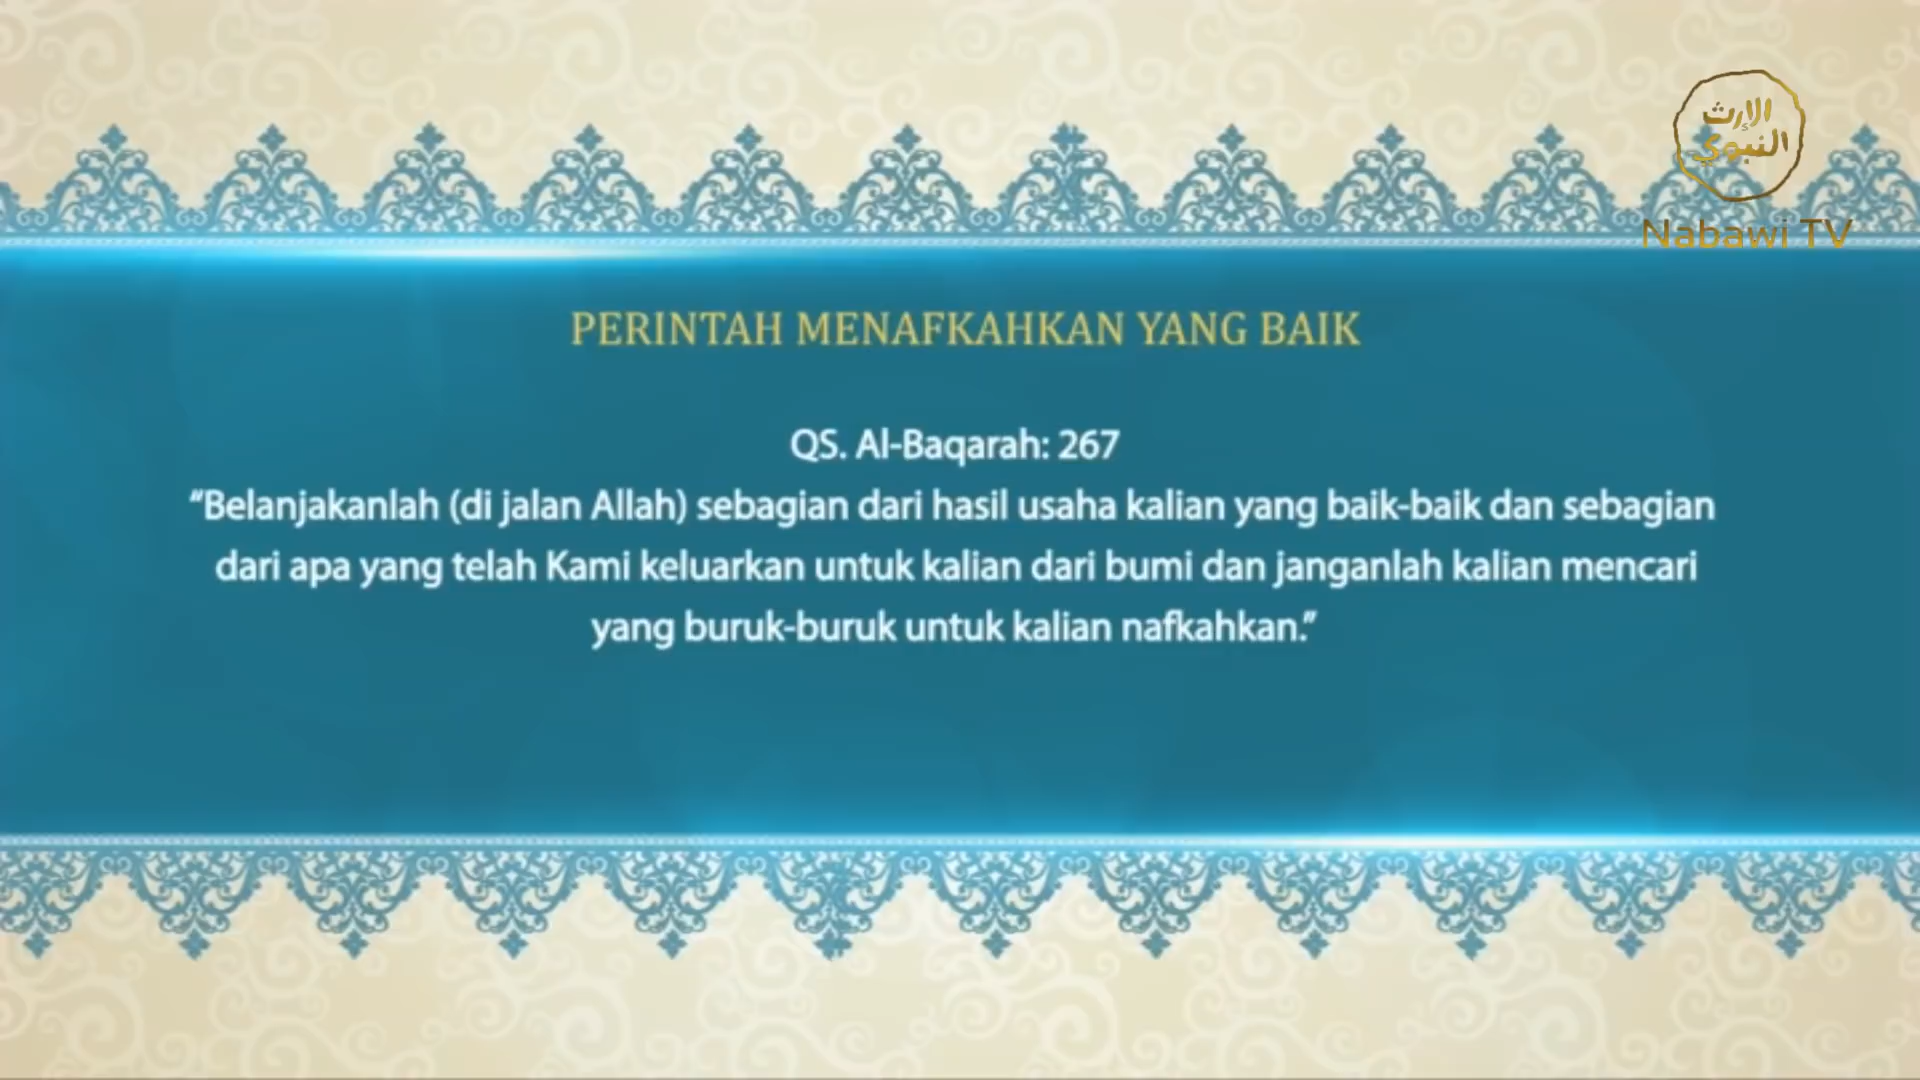 الإرث
النبوي
Nabawi TV
PERINTAH MENAFKAHKAN YANG BAIK
QS. Al-Baqarah: 267
“Belanjakanlah (di jalan Allah) sebagian dari hasil usaha kalian yang baik-baik dan sebagian
dari apa yang telah Kami keluarkan untuk kalian dari bumi dan janganlah kalian mencari
yang buruk-buruk untuk kalian nafkahkan.”